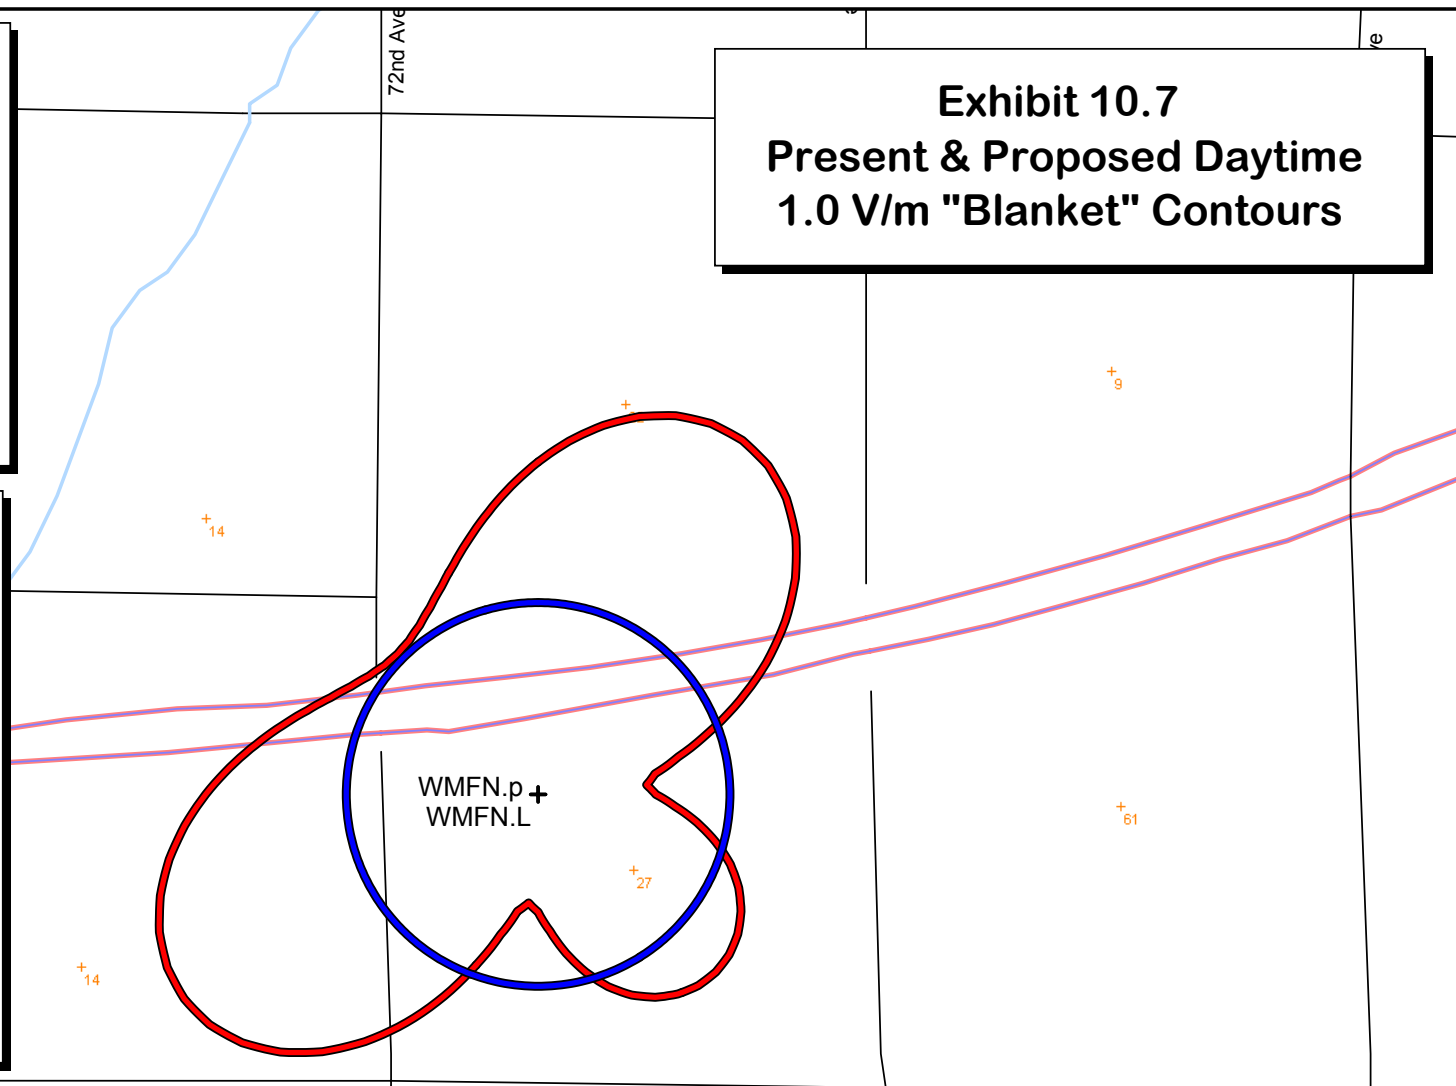 72nd Ave
Exhibit 10.7
Present & Proposed Daytime
1.0 V/m "Blanket" Contours
9
14
WMFN.p
WMFN.L
61
27
14